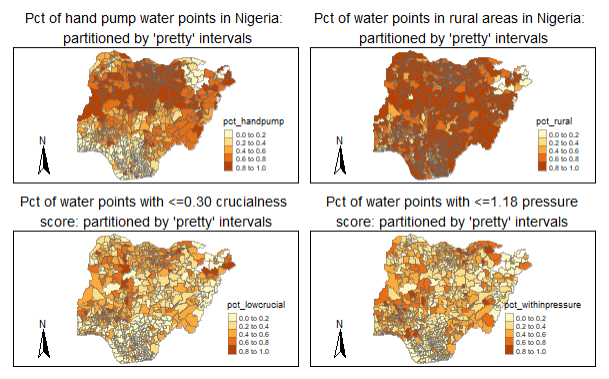 Pct of hand pump water points in Nigeria:
partitioned by 'pretty' intervals
N
pct_handpump
0.0 to 0.2
0.2 to 0.4
0.4 to 0.6
0.6 to 0.8
0.8 to 1.0
Pct of water points in rural areas in Nigeria:
partitioned by 'pretty' intervals
N
pct_rural
0.0 to 0.2
0.2 to 0.4
0.4 to 0.6
0.6 to 0.8
0.8 to 1.0
Pct of water points with <=0.30 crucialness
score: partitioned by 'pretty' intervals
N
pct_lowcrucial
0.0 to 0.2
0.2 to 0.4
0.4 to 0.6
0.6 to 0.8
0.8 to 1.0
Pct of water points with <=1.18 pressure
score: partitioned by 'pretty' intervals
N
pct_withinpressure
0.0 to 0.2
0.2 to 0.4
0.4 to 0.6
0.6 to 0.8
0.8 to 1.0